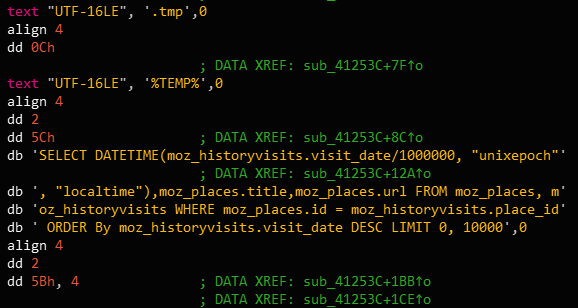 text "UTF-16LE", '.tmp',0
align 4
dd 0Ch
; DATA XREF: sub_41253C+7F↑o
text "UTF-16LE", '%TEMP%',0
align 4
dd 2
dd 5Ch ; DATA XREF: sub_41253C+8C↑o
db 'SELECT DATETIME(moz_historyvisits.visit_date/1000000, "unixepoch"'
; DATA XREF: sub_41253C+12A↑o
db ', "localtime"),moz_places.title,moz_places.url FROM moz_places, m'
db 'oz_historyvisits WHERE moz_places.id = moz_historyvisits.place_id'
db ' ORDER By moz_historyvisits.visit_date DESC LIMIT 0, 10000',0
align 4
dd 2
dd 5Bh, 4 ; DATA XREF: sub_41253C+1BB↑o
; DATA XREF: sub_41253C+1CE↑o